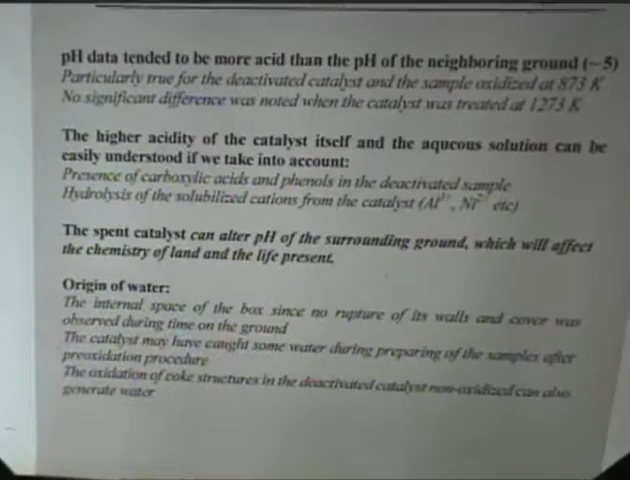 pH data tended to be more acid than the pH of the neighboring ground (~ 5)
Particularly true for the deactivated catalyst and the sample oxidized at 873 K
No significant difference was noted when the catalyst was treated at 1273 K
The higher acidity of the catalyst itself and the aqueous solution can be
easily understood if we take into account:
Presence of carboxylic acids and phenols in the deactivated sample
Hydrolysis of the solubilized cations from the catalyst (Al³⁺, Ni²⁺ etc)
The spent catalyst can alter pH of the surrounding ground, which will affect
the chemistry of land and the life present.
Origin of water:
The internal space of the box since no rupture of its walls and cover was
observed during time on the ground
The catalyst may have caught some water during preparing of the samples after
preoxidation procedure
The oxidation of coke structures in the deactivated catalyst non-oxidized can also
generate water